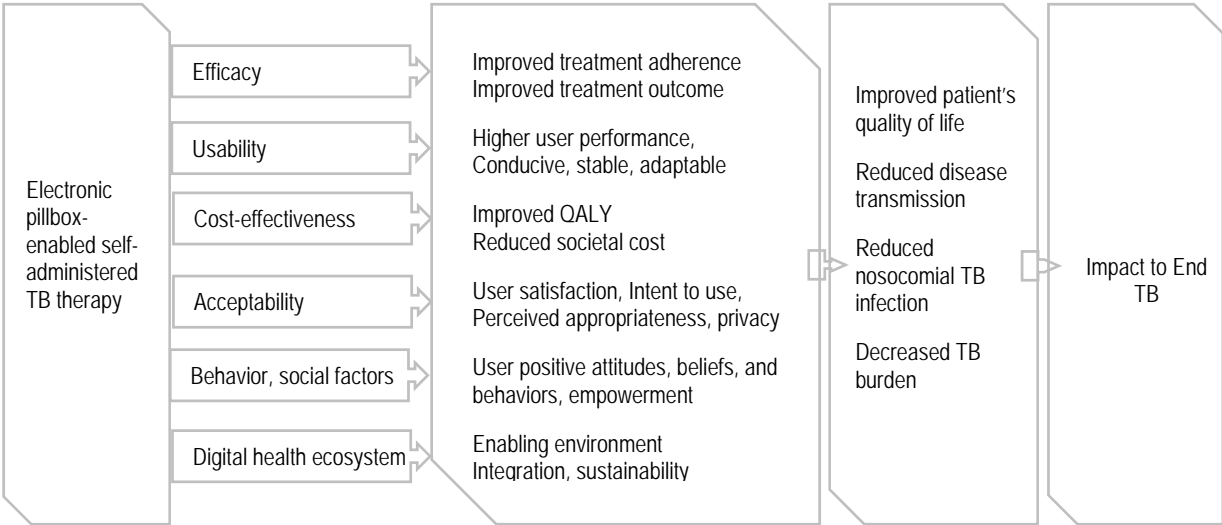 Electronic
pillbox-
enabled self-
administered
TB therapy
Efficacy
Usability
Cost-effectiveness
Acceptability
Behavior, social factors
Digital health ecosystem
Improved treatment adherence
Improved treatment outcome
Higher user performance,
Conducive, stable, adaptable
Improved QALY
Reduced societal cost
User satisfaction, Intent to use,
Perceived appropriateness, privacy
User positive attitudes, beliefs, and
behaviors, empowerment
Enabling environment
Integration, sustainability
Improved patient’s
quality of life
Reduced disease
transmission
Reduced
nosocomial TB
infection
Decreased TB
burden
Impact to End
TB